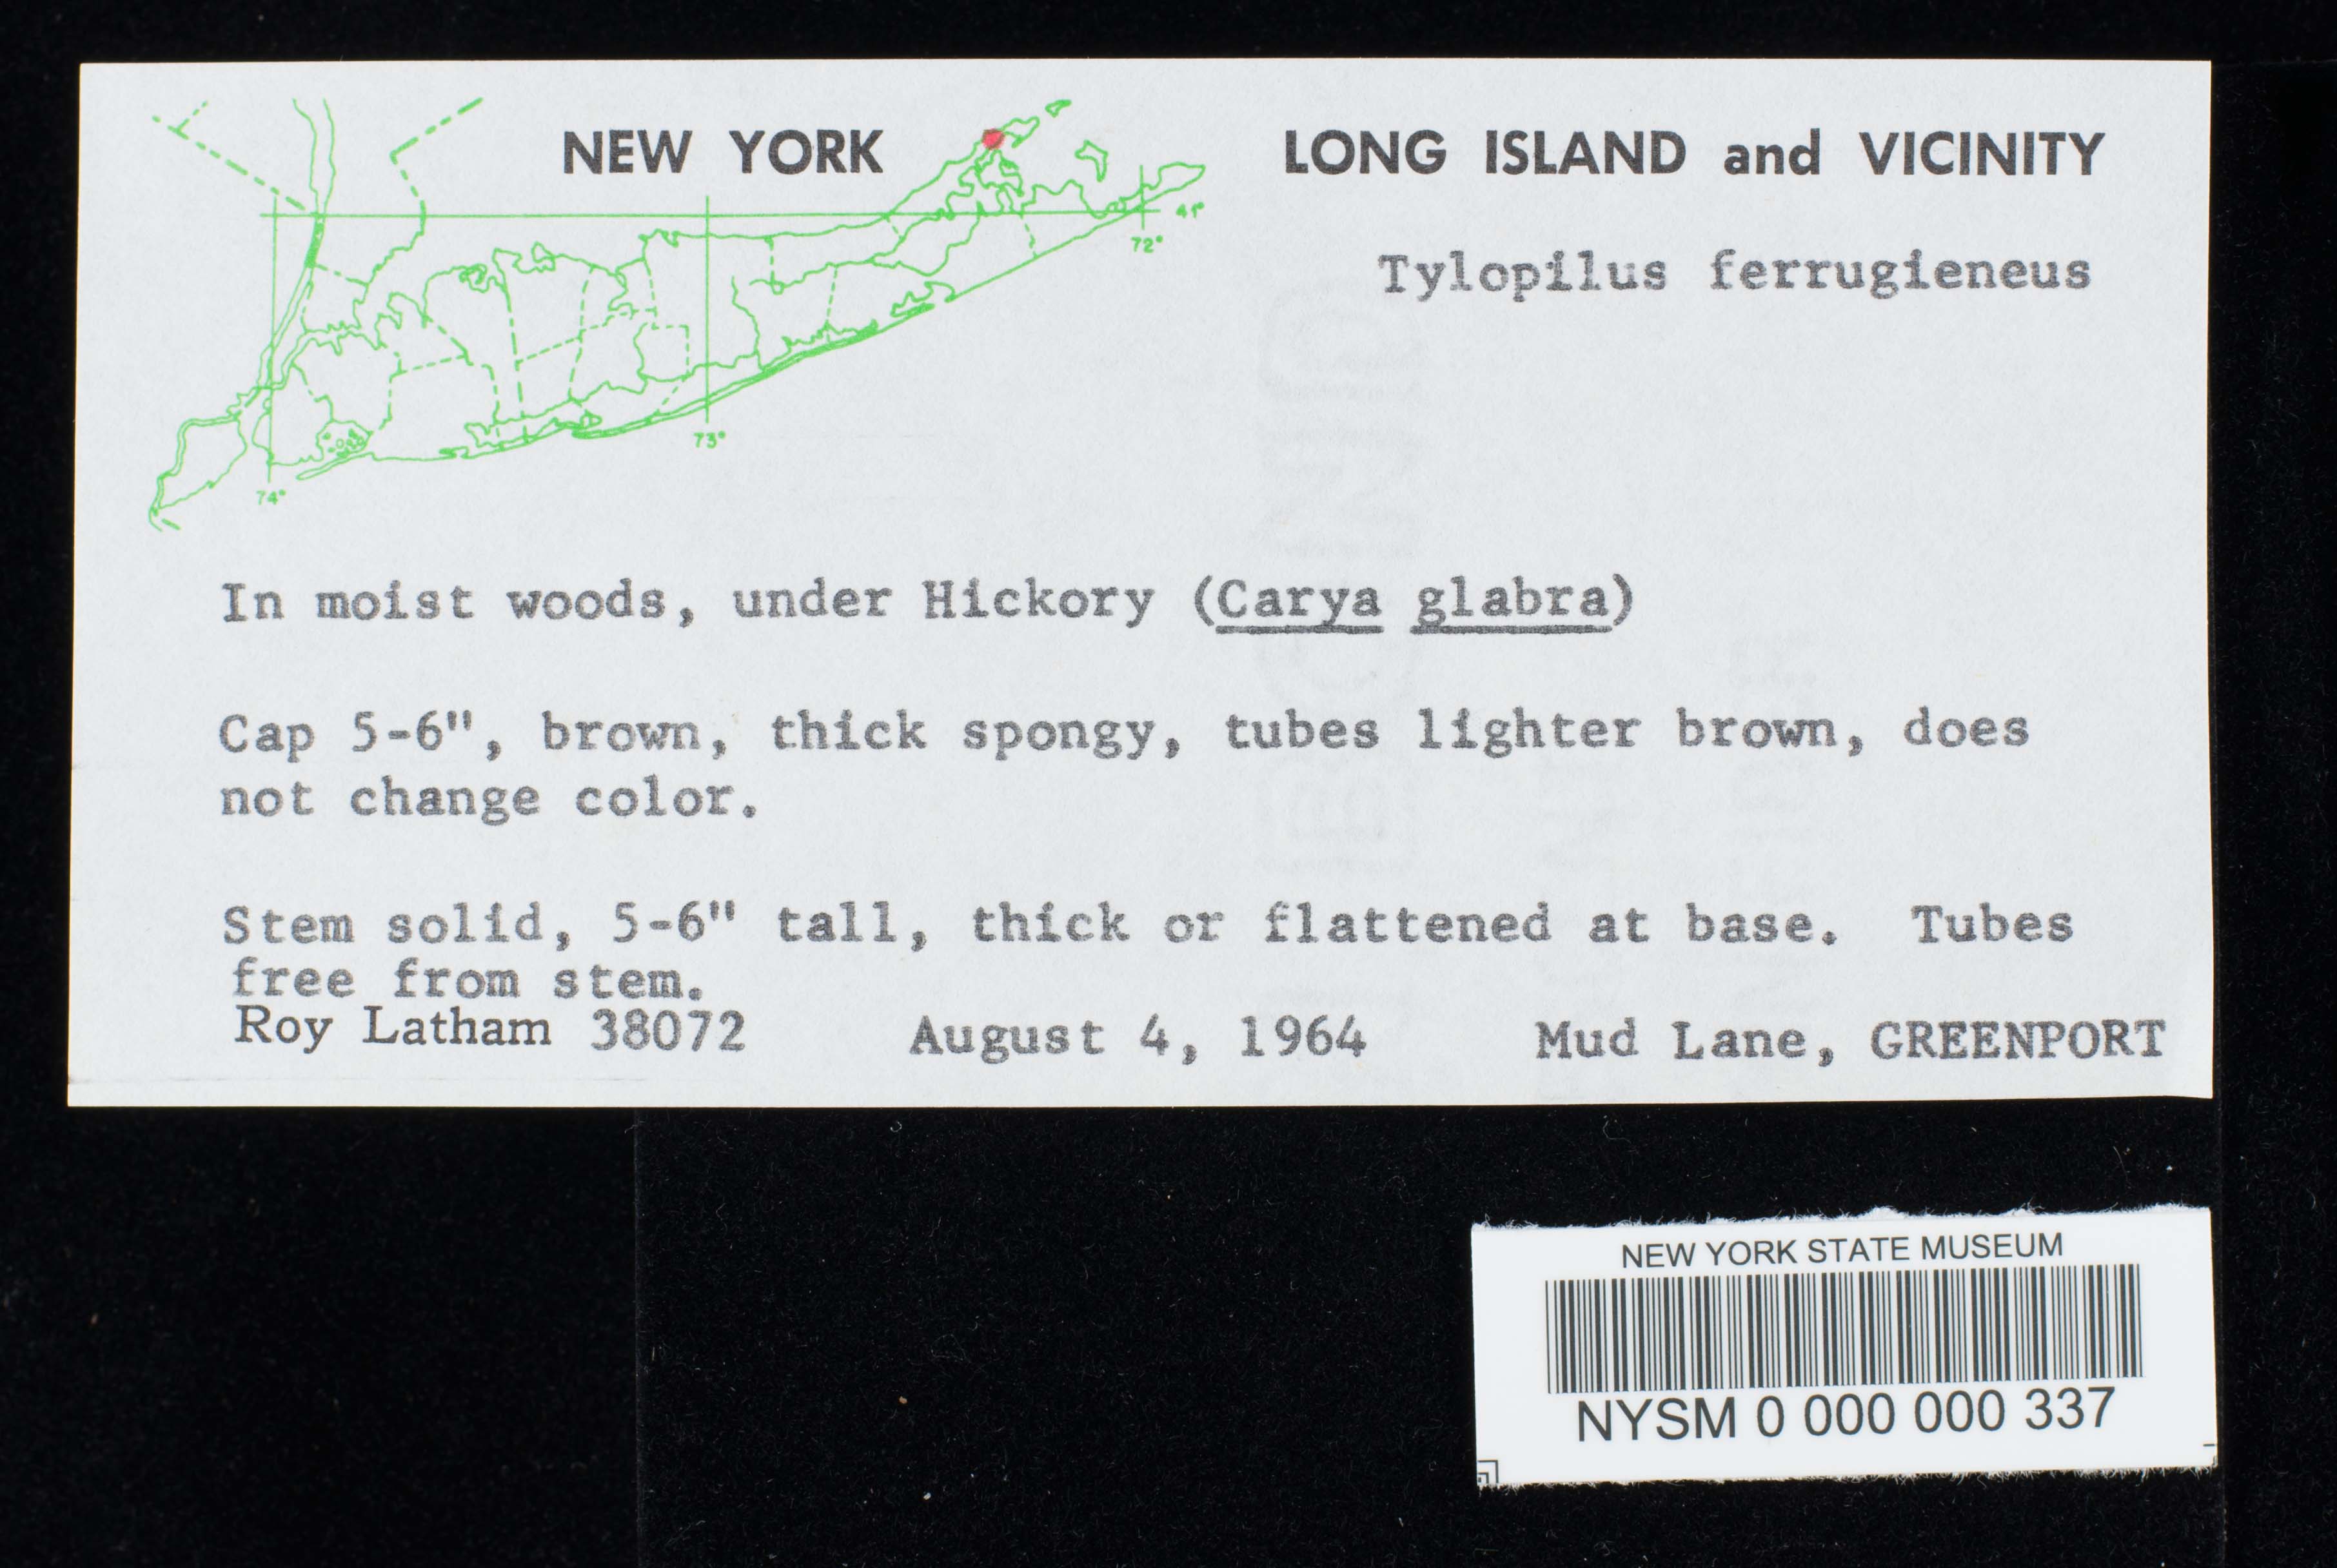 NEW YORK
LONG ISLAND and VICINITY
41°
72°
73°
74°
Tylopilus ferrugieneus
In moist woods, under Hickory (Carya glabra)
Cap 5-6", brown, thick spongy, tubes lighter brown, does
not change color.
Stem solid, 5-6" tall, thick or flattened at base. Tubes
free from stem.
Roy Latham 38072 August 4, 1964 Mud Lane, GREENPORT
NEW YORK STATE MUSEUM
NYSM 0 000 000 337